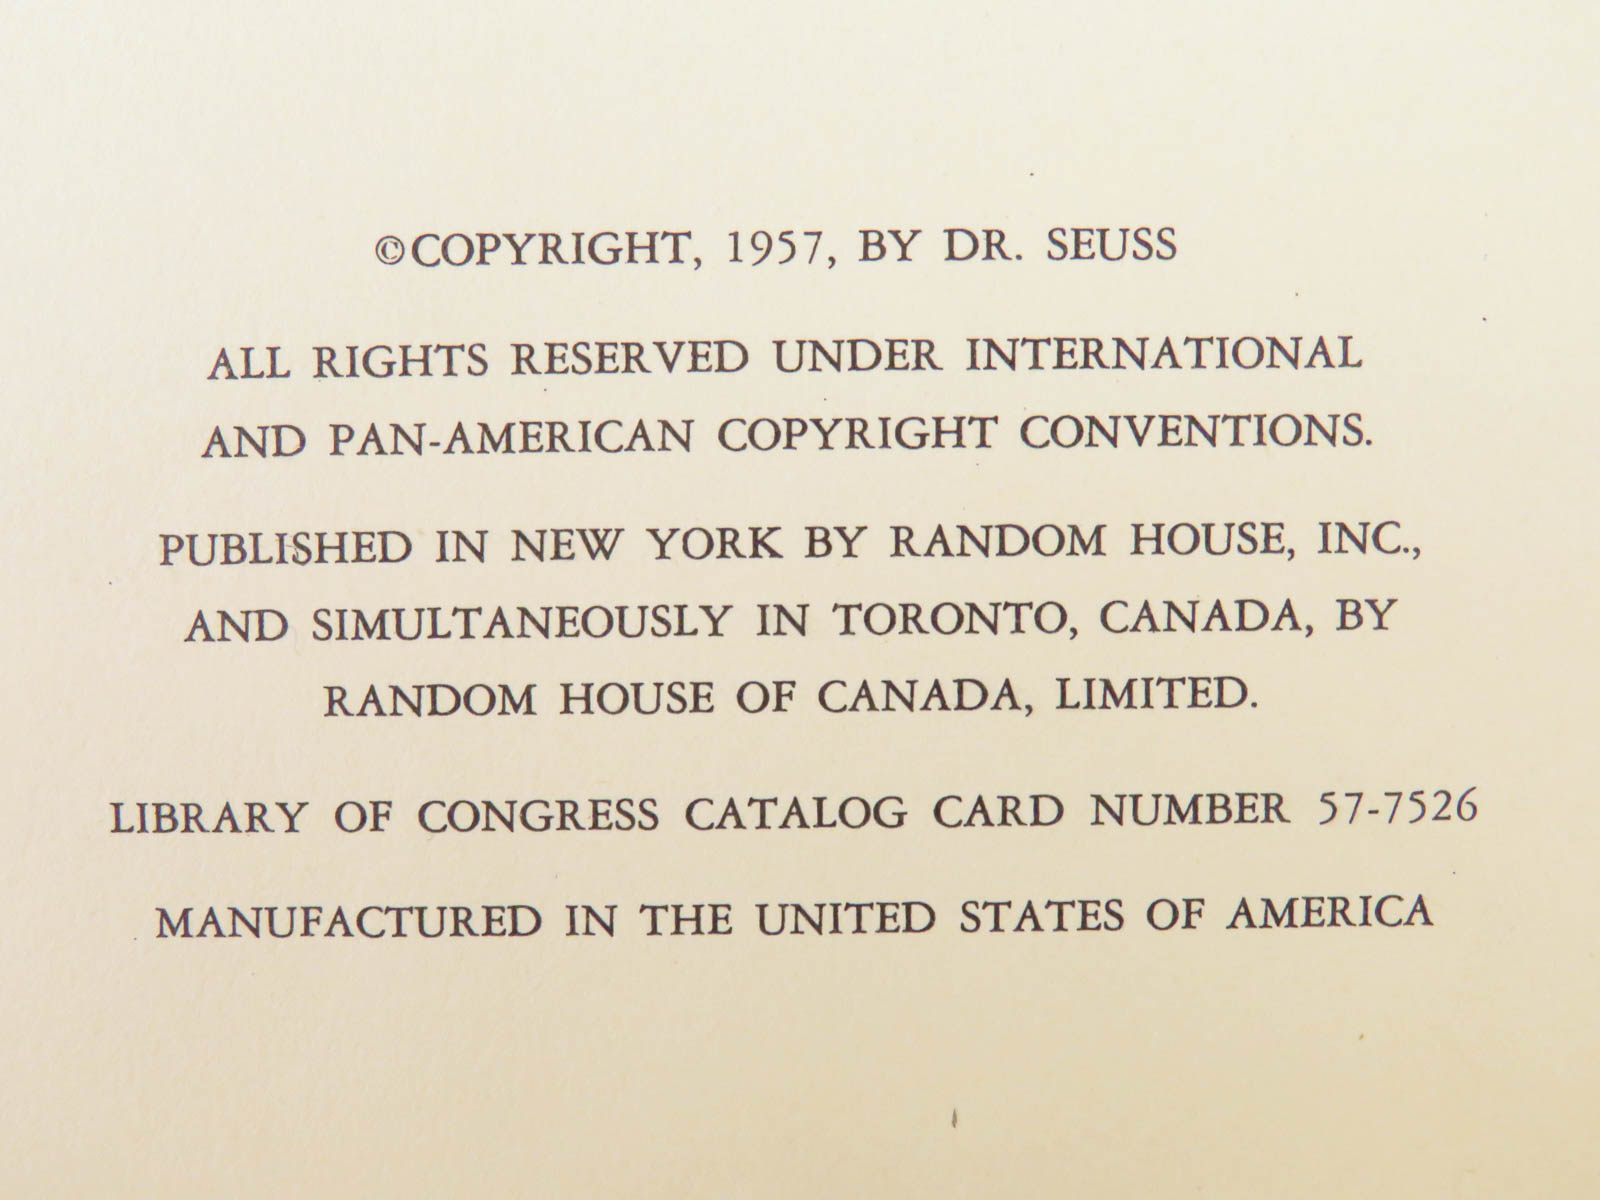 ©COPYRIGHT, 1957, BY DR. SEUSS
ALL RIGHTS RESERVED UNDER INTERNATIONAL
AND PAN-AMERICAN COPYRIGHT CONVENTIONS.
PUBLISHED IN NEW YORK BY RANDOM HOUSE, INC.,
AND SIMULTANEOUSLY IN TORONTO, CANADA, BY
RANDOM HOUSE OF CANADA, LIMITED.
LIBRARY OF CONGRESS CATALOG CARD NUMBER 57-7526
MANUFACTURED IN THE UNITED STATES OF AMERICA